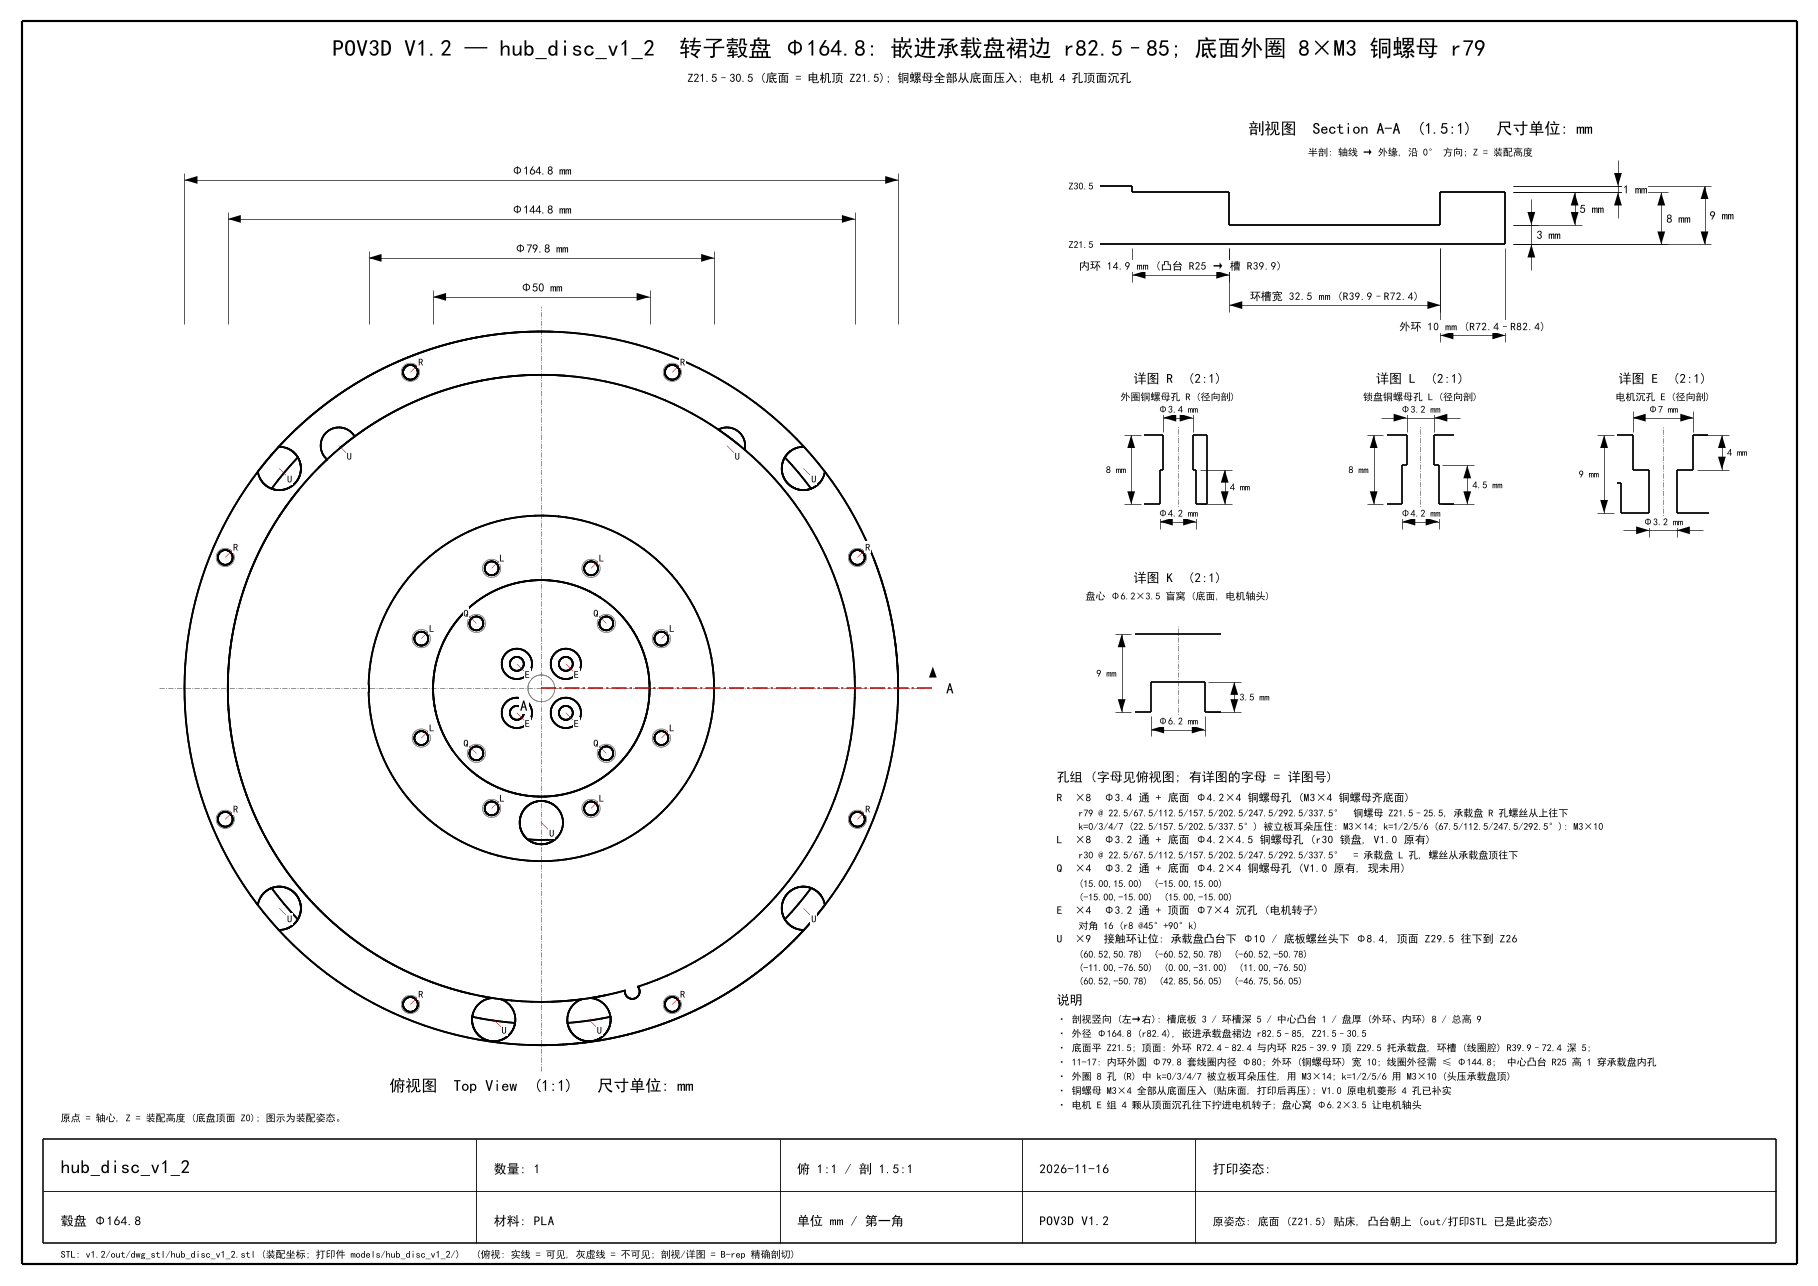 POV3D V1.2 — hub_disc_v1_2  转子毂盘 Φ164.8: 嵌进承载盘裙边 r82.5–85; 底面外圈 8×M3 铜螺母 r79
Z21.5–30.5 (底面 = 电机顶 Z21.5); 铜螺母全部从底面压入; 电机 4 孔顶面沉孔
Φ164.8 mm
Φ144.8 mm
Φ79.8 mm
Φ50 mm
R
R
U
U
U
U
R
R
L
L
Q
Q
L
L
E
E
A
A
E
E
L
L
Q
Q
L
L
U
R
R
U
U
R
R
U
U
俯视图  Top View  (1:1)  尺寸单位: mm
原点 = 轴心, Z = 装配高度 (底盘顶面 Z0); 图示为装配姿态。
剖视图  Section A-A  (1.5:1)  尺寸单位: mm
半剖: 轴线 → 外缘, 沿 0° 方向; Z = 装配高度
Z30.5
Z21.5
1 mm
5 mm
8 mm
9 mm
3 mm
内环 14.9 mm (凸台 R25 → 槽 R39.9)
环槽宽 32.5 mm (R39.9–R72.4)
外环 10 mm (R72.4–R82.4)
详图 R  (2:1)
外圈铜螺母孔 R (径向剖)
Φ3.4 mm
8 mm
4 mm
Φ4.2 mm
详图 L  (2:1)
锁盘铜螺母孔 L (径向剖)
Φ3.2 mm
8 mm
4.5 mm
Φ4.2 mm
详图 E  (2:1)
电机沉孔 E (径向剖)
Φ7 mm
4 mm
9 mm
Φ3.2 mm
详图 K  (2:1)
盘心 Φ6.2×3.5 盲窝 (底面, 电机轴头)
9 mm
3.5 mm
Φ6.2 mm
孔组 (字母见俯视图; 有详图的字母 = 详图号)
R  ×8  Φ3.4 通 + 底面 Φ4.2×4 铜螺母孔 (M3×4 铜螺母齐底面)
r79 @ 22.5/67.5/112.5/157.5/202.5/247.5/292.5/337.5°  铜螺母 Z21.5–25.5, 承载盘 R 孔螺丝从上往下
k=0/3/4/7 (22.5/157.5/202.5/337.5°) 被立板耳朵压住: M3×14; k=1/2/5/6 (67.5/112.5/247.5/292.5°): M3×10
L  ×8  Φ3.2 通 + 底面 Φ4.2×4.5 铜螺母孔 (r30 锁盘, V1.0 原有)
r30 @ 22.5/67.5/112.5/157.5/202.5/247.5/292.5/337.5°  = 承载盘 L 孔, 螺丝从承载盘顶往下
Q  ×4  Φ3.2 通 + 底面 Φ4.2×4 铜螺母孔 (V1.0 原有, 现未用)
(15.00,15.00)  (-15.00,15.00)
(-15.00,-15.00)  (15.00,-15.00)
E  ×4  Φ3.2 通 + 顶面 Φ7×4 沉孔 (电机转子)
对角 16 (r8 @45°+90°k)
U  ×9  接触环让位: 承载盘凸台下 Φ10 / 底板螺丝头下 Φ8.4, 顶面 Z29.5 往下到 Z26
(60.52,50.78)  (-60.52,50.78)  (-60.52,-50.78)
(-11.00,-76.50)  (0.00,-31.00)  (11.00,-76.50)
(60.52,-50.78)  (42.85,56.05)  (-46.75,56.05)
说明
· 剖视竖向 (左→右): 槽底板 3 / 环槽深 5 / 中心凸台 1 / 盘厚 (外环、内环) 8 / 总高 9
· 外径 Φ164.8 (r82.4), 嵌进承载盘裙边 r82.5–85, Z21.5–30.5
· 底面平 Z21.5; 顶面: 外环 R72.4–82.4 与内环 R25–39.9 顶 Z29.5 托承载盘, 环槽 (线圈腔) R39.9–72.4 深 5;
· 11-17: 内环外圆 Φ79.8 套线圈内径 Φ80; 外环 (铜螺母环) 宽 10; 线圈外径需 ≤ Φ144.8;  中心凸台 R25 高 1 穿承载盘内孔
· 外圈 8 孔 (R) 中 k=0/3/4/7 被立板耳朵压住, 用 M3×14; k=1/2/5/6 用 M3×10 (头压承载盘顶)
· 铜螺母 M3×4 全部从底面压入 (贴床面, 打印后再压); V1.0 原电机菱形 4 孔已补实
· 电机 E 组 4 颗从顶面沉孔往下拧进电机转子; 盘心窝 Φ6.2×3.5 让电机轴头
hub_disc_v1_2
数量: 1
俯 1:1 / 剖 1.5:1
2026-11-16
打印姿态:
毂盘 Φ164.8
材料: PLA
单位 mm / 第一角
POV3D V1.2
原姿态: 底面 (Z21.5) 贴床, 凸台朝上 (out/打印STL 已是此姿态)
STL: v1.2/out/dwg_stl/hub_disc_v1_2.stl (装配坐标; 打印件 models/hub_disc_v1_2/)  (俯视: 实线 = 可见, 灰虚线 = 不可见; 剖视/详图 = B-rep 精确剖切)